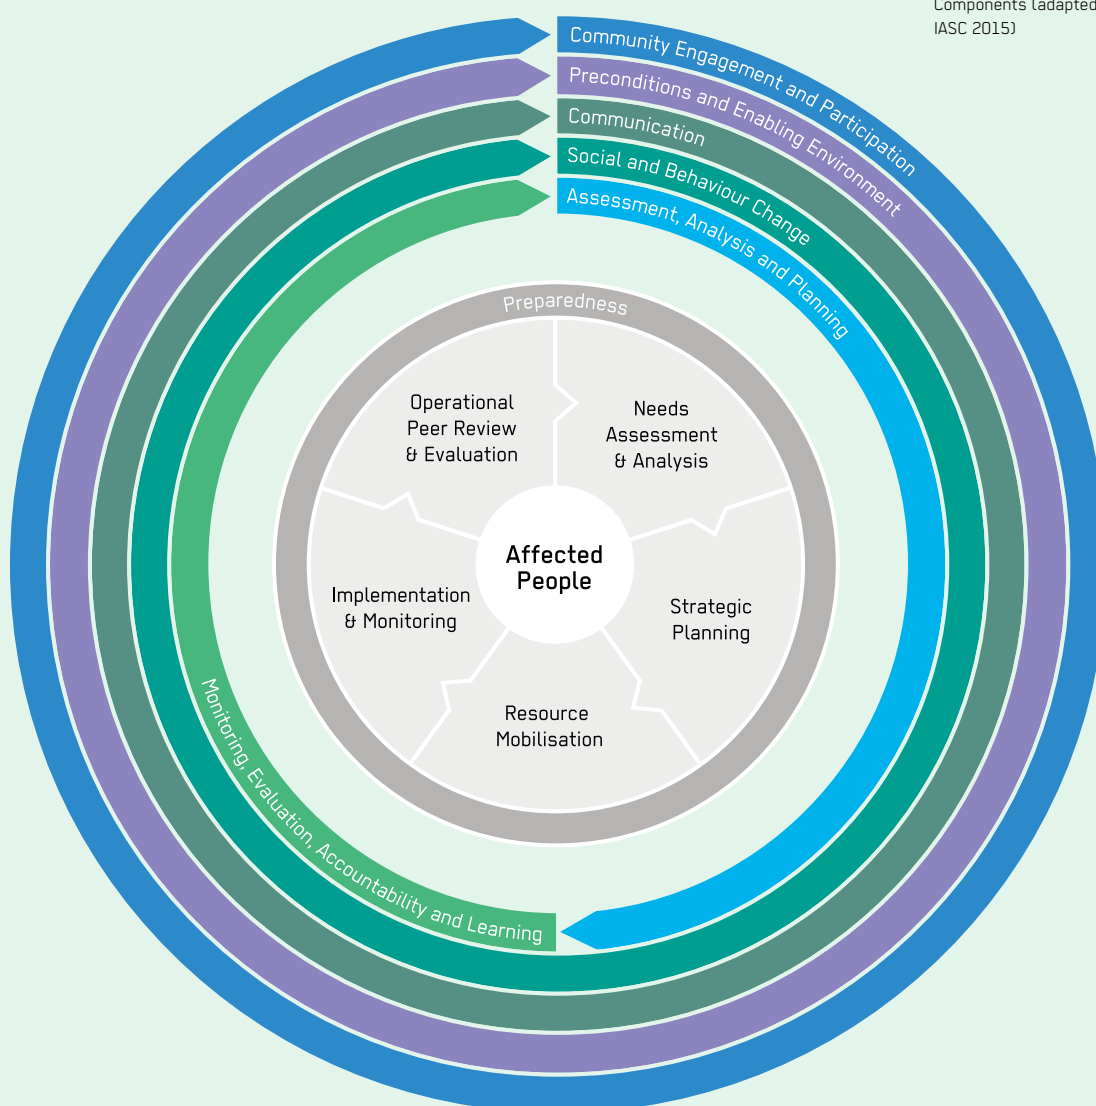 Components (adapted
IASC 2015)
Community Engagement and Participation
Preconditions and Enabling Environment
Communication
Social and Behaviour Change
Assessment, Analysis and Planning
Preparedness
Operational
Peer Review
& Evaluation
Needs
Assessment
& Analysis
Affected
People
Implementation
& Monitoring
Strategic
Planning
Resource
Mobilisation
Monitoring, Evaluation, Accountability and Learning